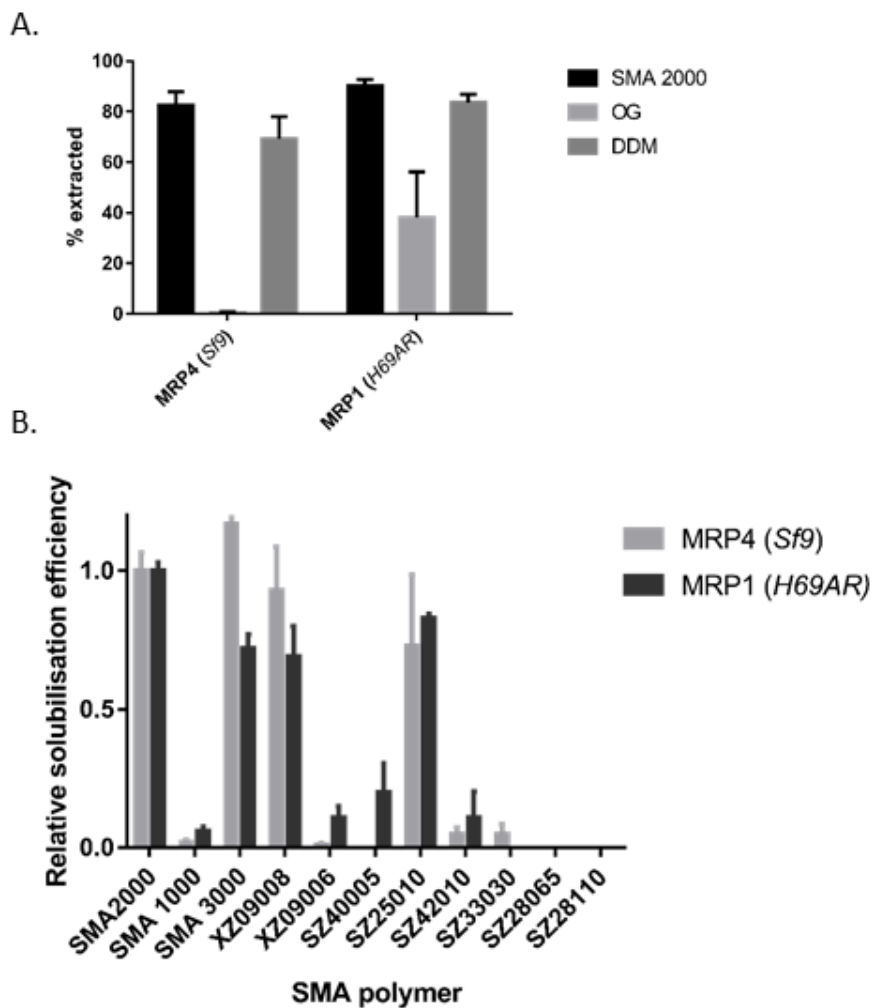 A.
100
80
60
40
20
0
% extracted
MRP4 (Sf9)
MRP1 (H69AR)
SMA 2000
OG
DDM
B.
Relative solubilisation efficiency
1.0
0.5
0.0
MRP4 (Sf9)
MRP1 (H69AR)
SMA2000
SMA 1000
SMA 3000
XZ09008
XZ09006
SZ40005
SZ25010
SZ42010
SZ33030
SZ28065
SZ28110
SMA polymer